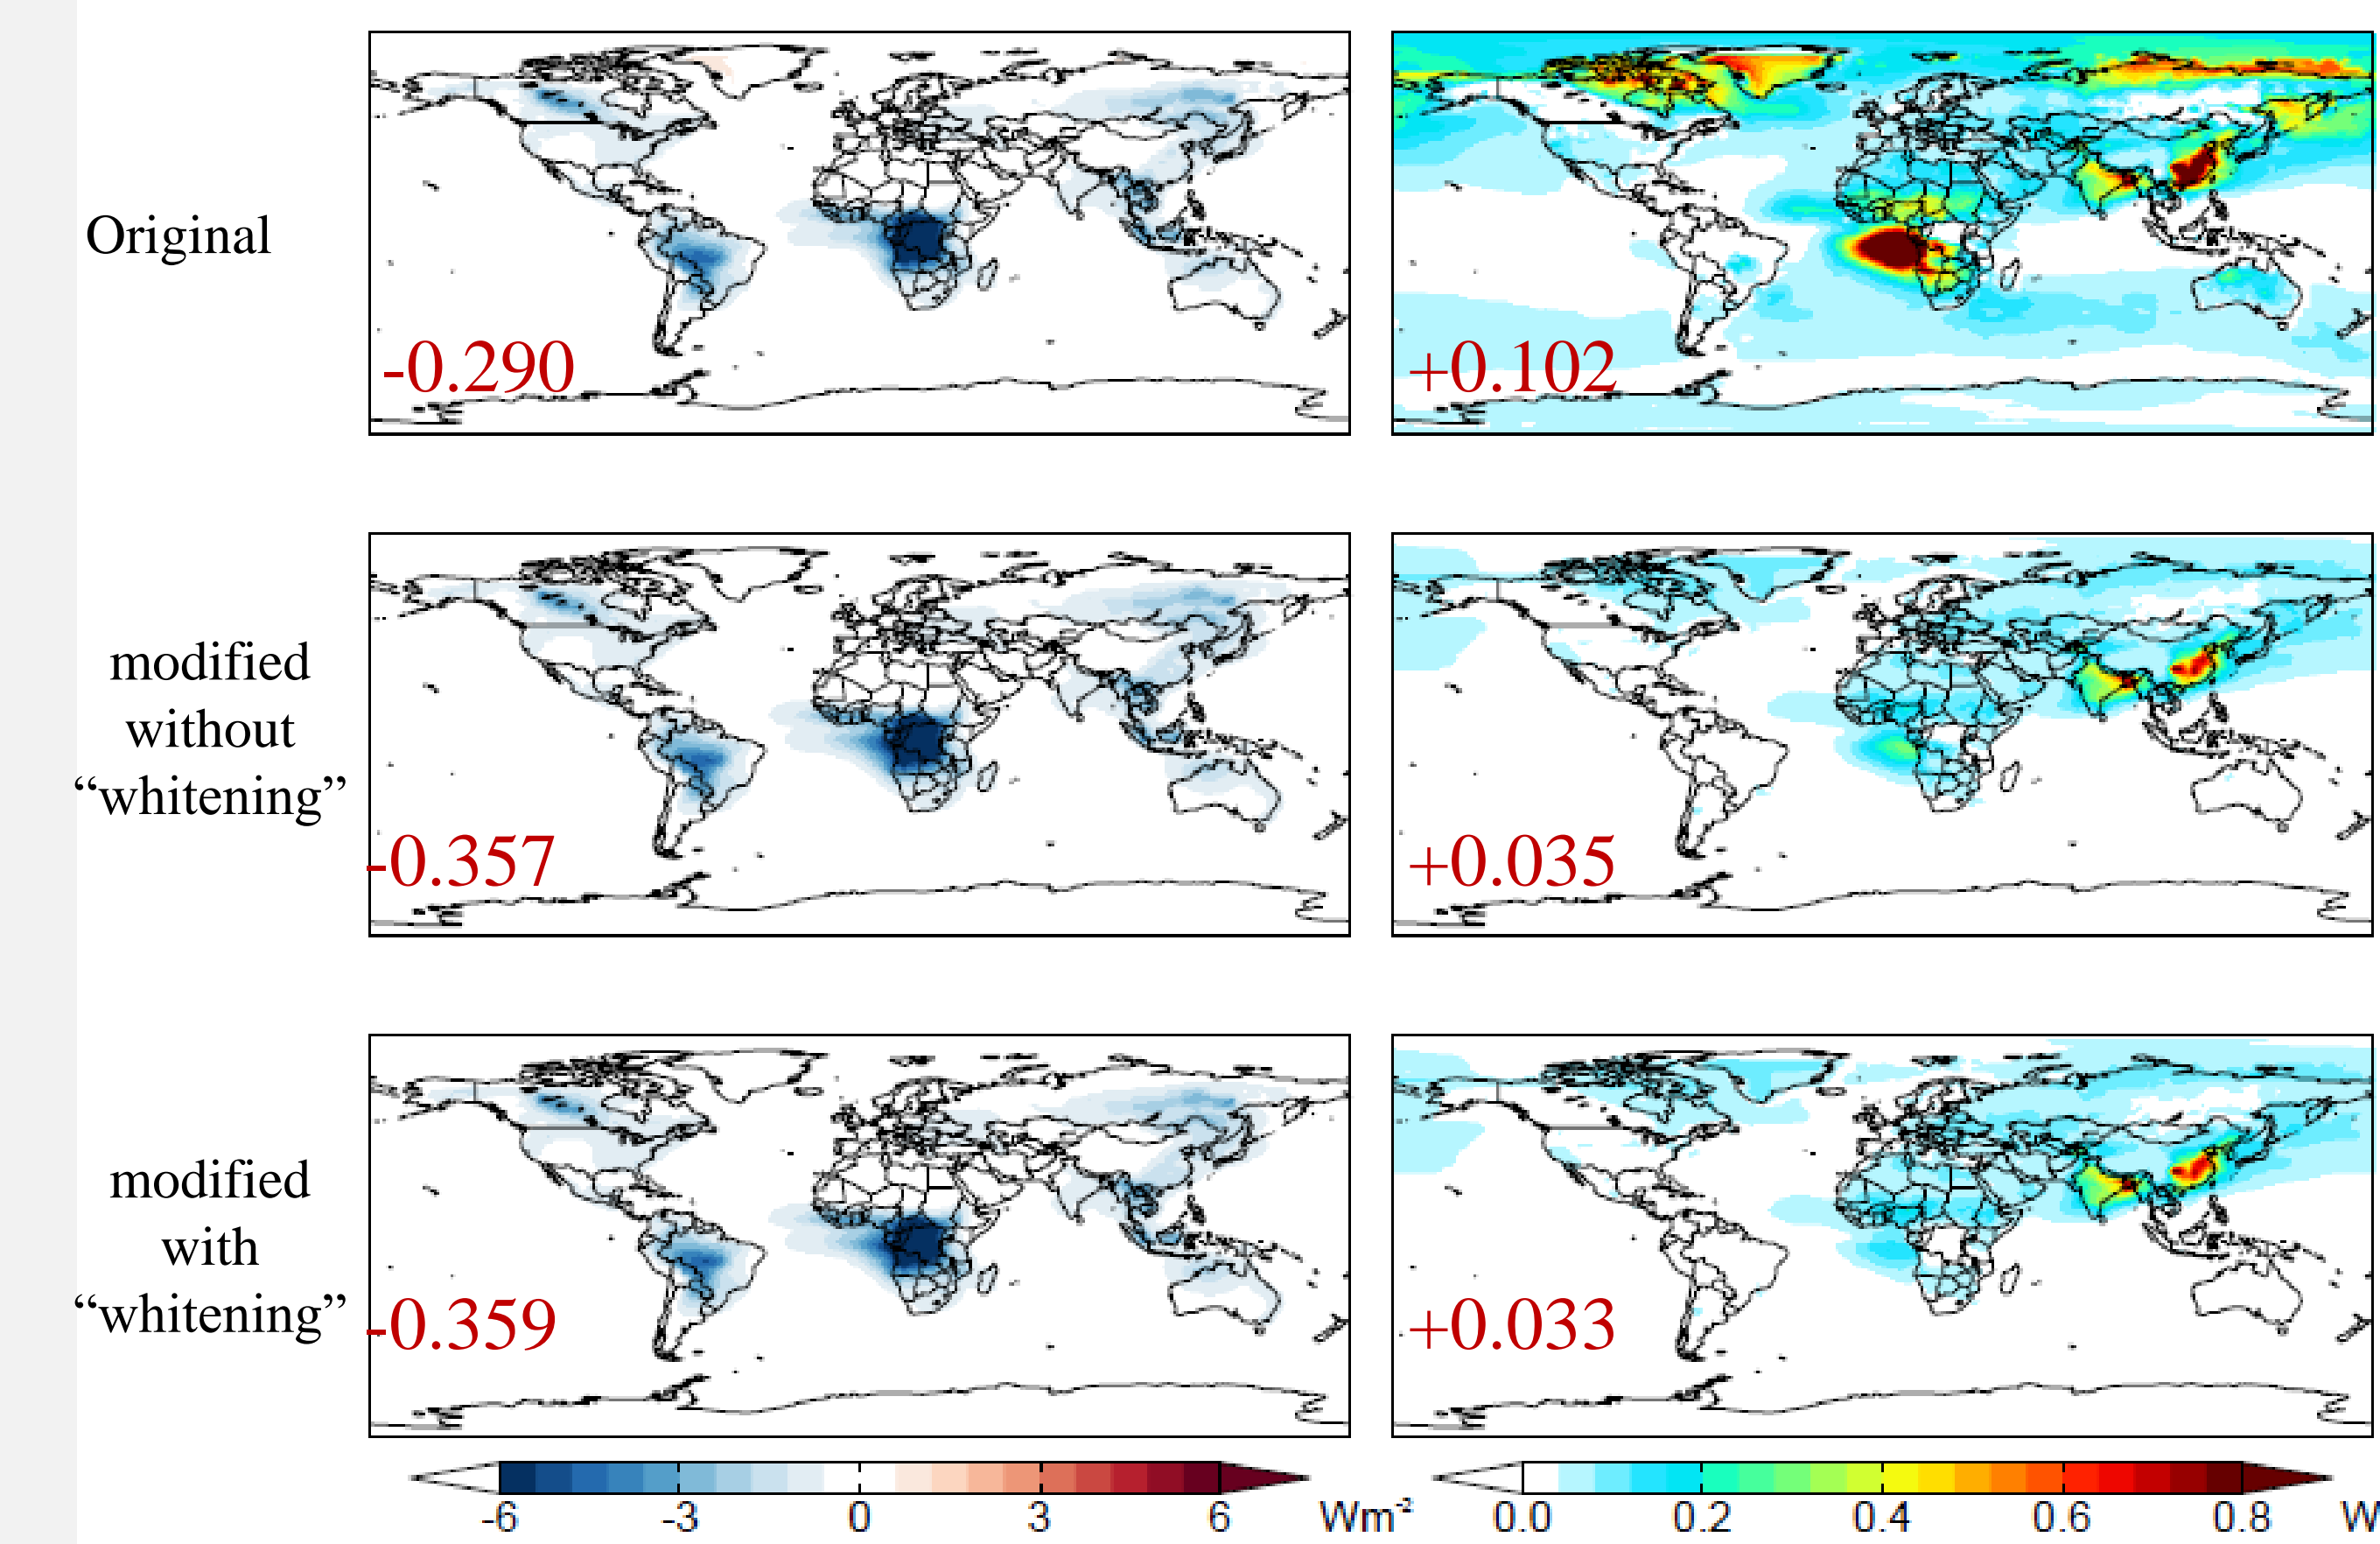 Original
-0.290
+0.102
modified
without
“whitening”
-0.357
+0.035
modified
with
“whitening”
-0.359
+0.033
-6 -3 0 3 6 Wm⁻²
0.0 0.2 0.4 0.6 0.8 W